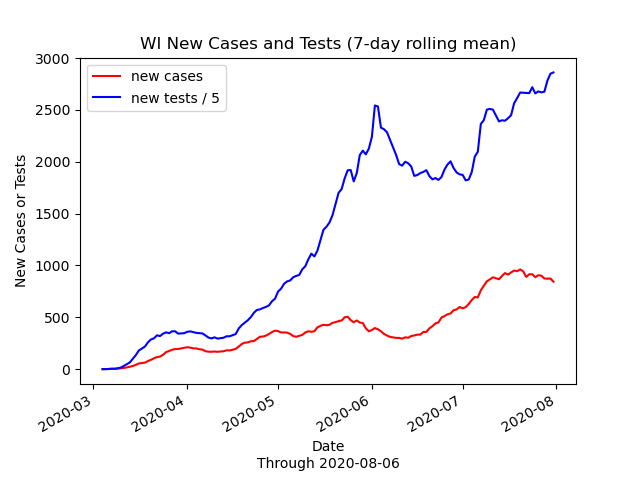 WI New Cases and Tests (7-day rolling mean)
new cases
new tests / 5
3000
2500
2000
1500
1000
500
0
New Cases or Tests
2020-03
2020-04
2020-05
2020-06
2020-07
2020-08
Date
Through 2020-08-06